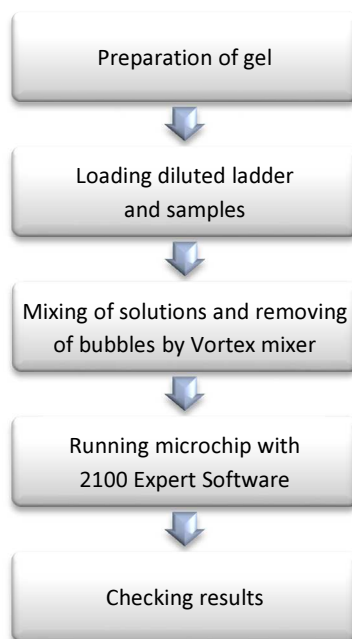 Preparation of gel
Loading diluted ladder
and samples
Mixing of solutions and removing
of bubbles by Vortex mixer
Running microchip with
2100 Expert Software
Checking results